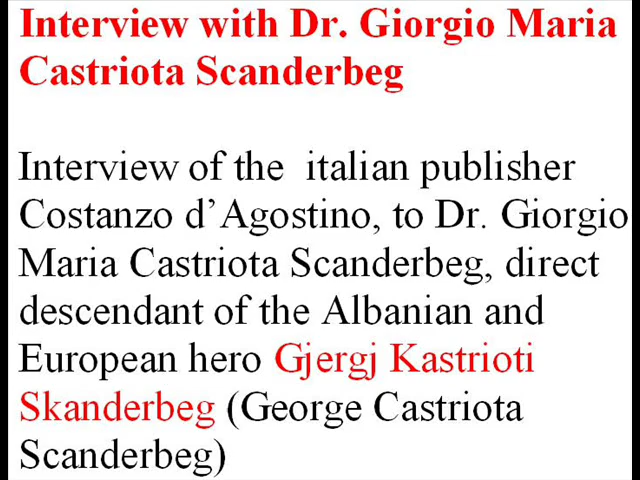 Interview with Dr. Giorgio Maria
Castriota Scanderbeg
Interview of the  italian publisher
Costanzo d’Agostino, to Dr. Giorgio
Maria Castriota Scanderbeg, direct
descendant of the Albanian and
European hero Gjergj Kastrioti
Skanderbeg (George Castriota
Scanderbeg)